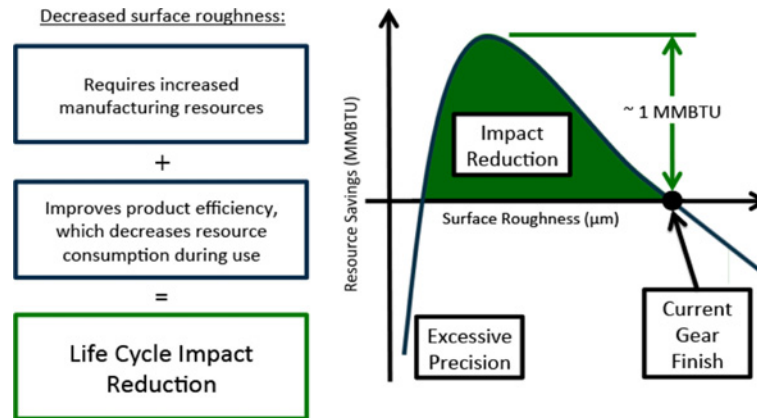 Decreased surface roughness:
Requires increased
manufacturing resources
+
Improves product efficiency,
which decreases resource
consumption during use
=
Life Cycle Impact
Reduction
Resource Savings (MMBTU)
Impact
Reduction
~ 1 MMBTU
Surface Roughness (μm)
Excessive
Precision
Current
Gear
Finish